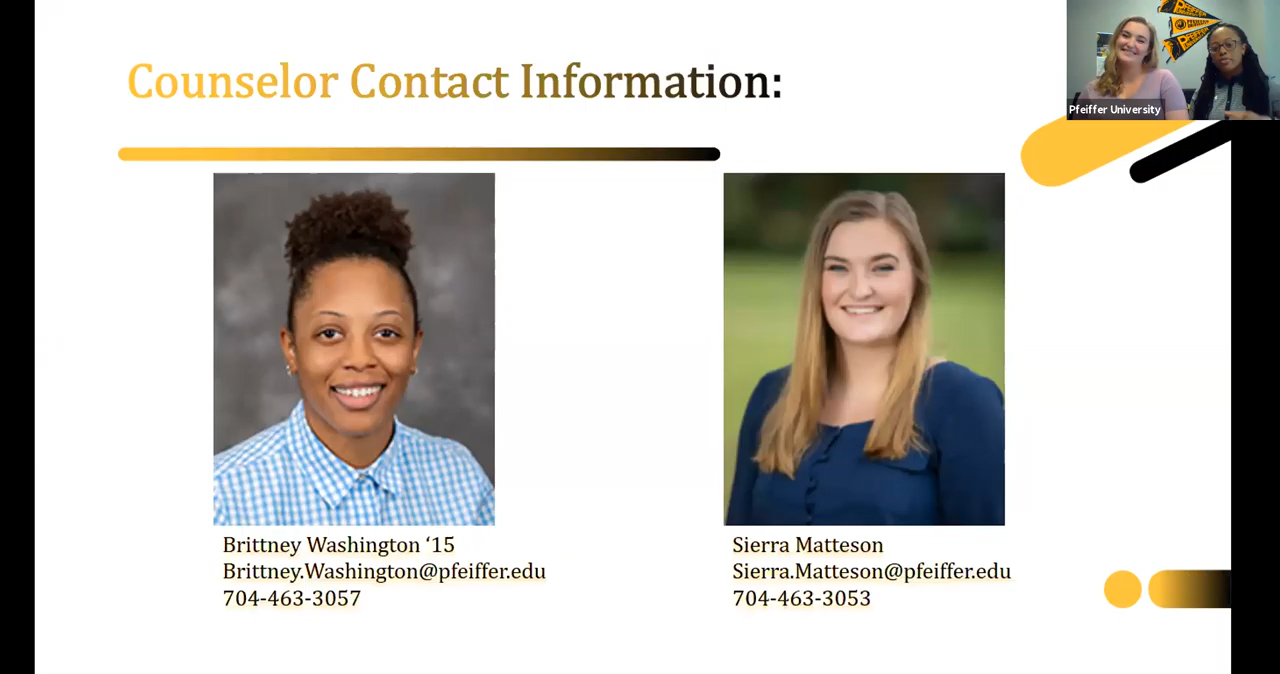 Counselor Contact Information:
Pfeiffer University
Brittney Washington ‘15
Brittney.Washington@pfeiffer.edu
704-463-3057
Sierra Matteson
Sierra.Matteson@pfeiffer.edu
704-463-3053